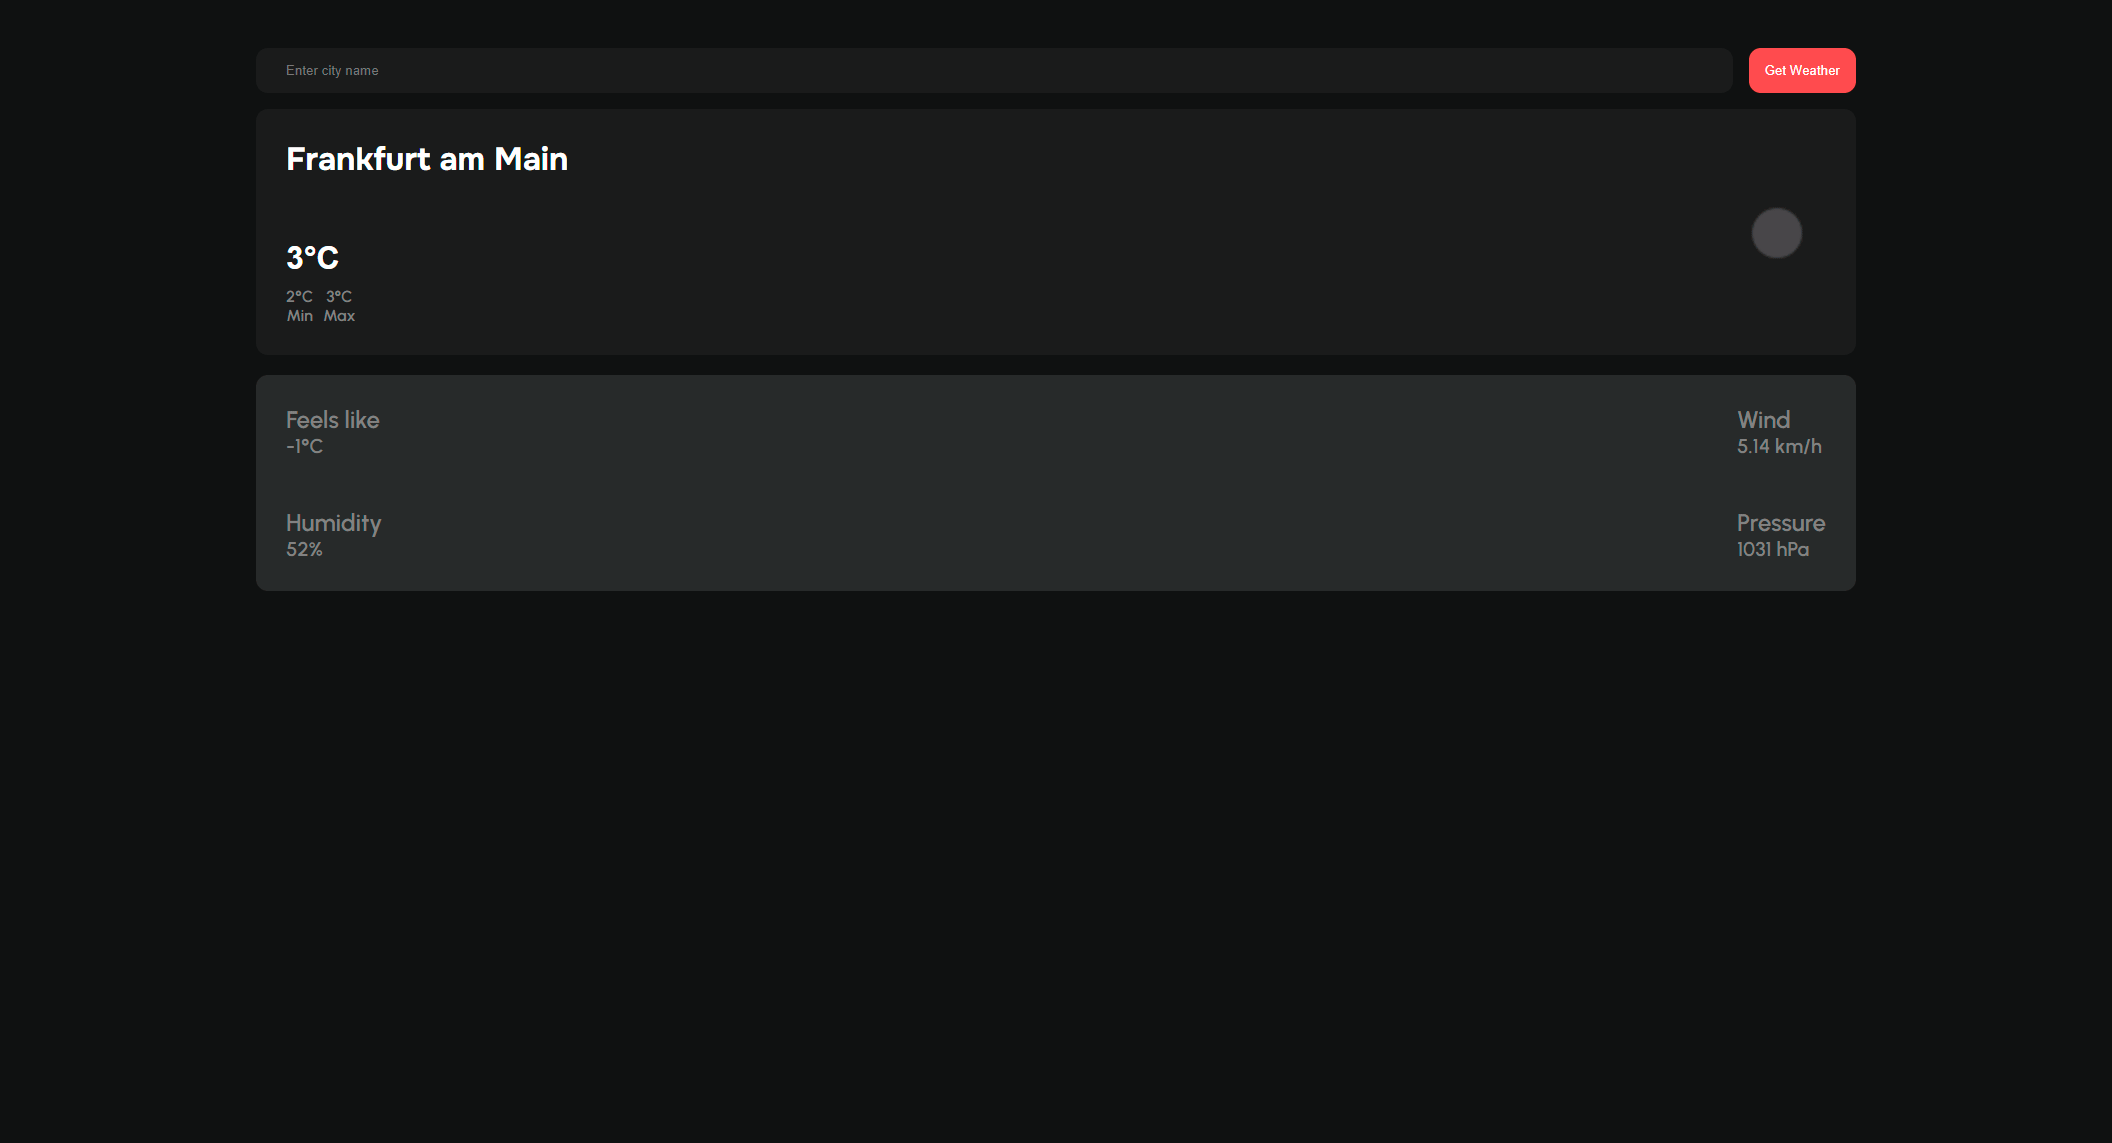 Enter city name
Get Weather
Frankfurt am Main
3°C
2°C 3°C
Min Max
Feels like
-1°C
Wind
5.14 km/h
Humidity
52%
Pressure
1031 hPa